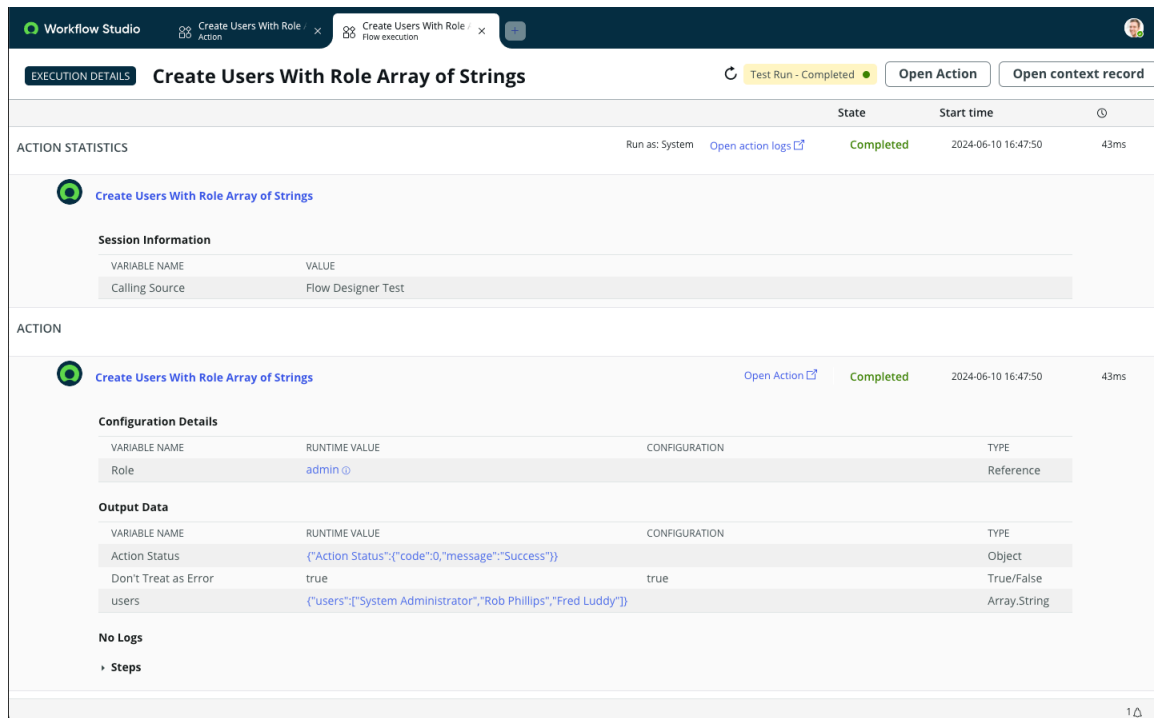 Workflow Studio
Create Users With Role A
Action
Create Users With Role A
Flow execution
EXECUTION DETAILS Create Users With Role Array of Strings Test Run - Completed Open Action Open context record
State Start time
ACTION STATISTICS Run as: System Open action logs Completed 2024-06-10 16:47:50 43ms
Create Users With Role Array of Strings
Session Information
VARIABLE NAME VALUE
Calling Source Flow Designer Test
ACTION
Create Users With Role Array of Strings Open Action Completed 2024-06-10 16:47:50 43ms
Configuration Details
VARIABLE NAME RUNTIME VALUE CONFIGURATION TYPE
Role admin Reference
Output Data
VARIABLE NAME RUNTIME VALUE CONFIGURATION TYPE
Action Status {"Action Status":{"code":0,"message":"Success"}} Object
Don't Treat as Error true true True/False
users {"users":["System Administrator","Rob Phillips","Fred Luddy"]} Array.String
No Logs
Steps
1